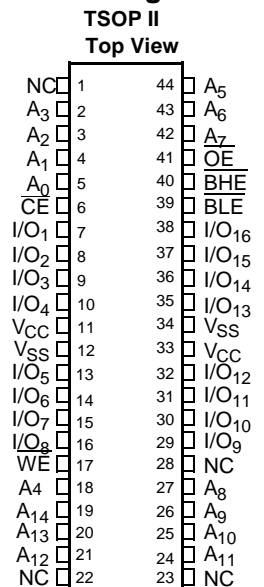 TSOP II
Top View
NC 1 44 A5
A3 2 43 A6
A2 3 42 A7
A1 4 41 OE
A0 5 40 BHE
CE 6 39 BLE
I/O1 7 38 I/O16
I/O2 8 37 I/O15
I/O3 9 36 I/O14
I/O4 10 35 I/O13
VCC 11 34 VSS
VSS 12 33 VCC
I/O5 13 32 I/O12
I/O6 14 31 I/O11
I/O7 15 30 I/O10
I/O8 16 29 I/O9
WE 17 28 NC
A4 18 27 A8
A14 19 26 A9
A13 20 25 A10
A12 21 24 A11
NC 22 23 NC